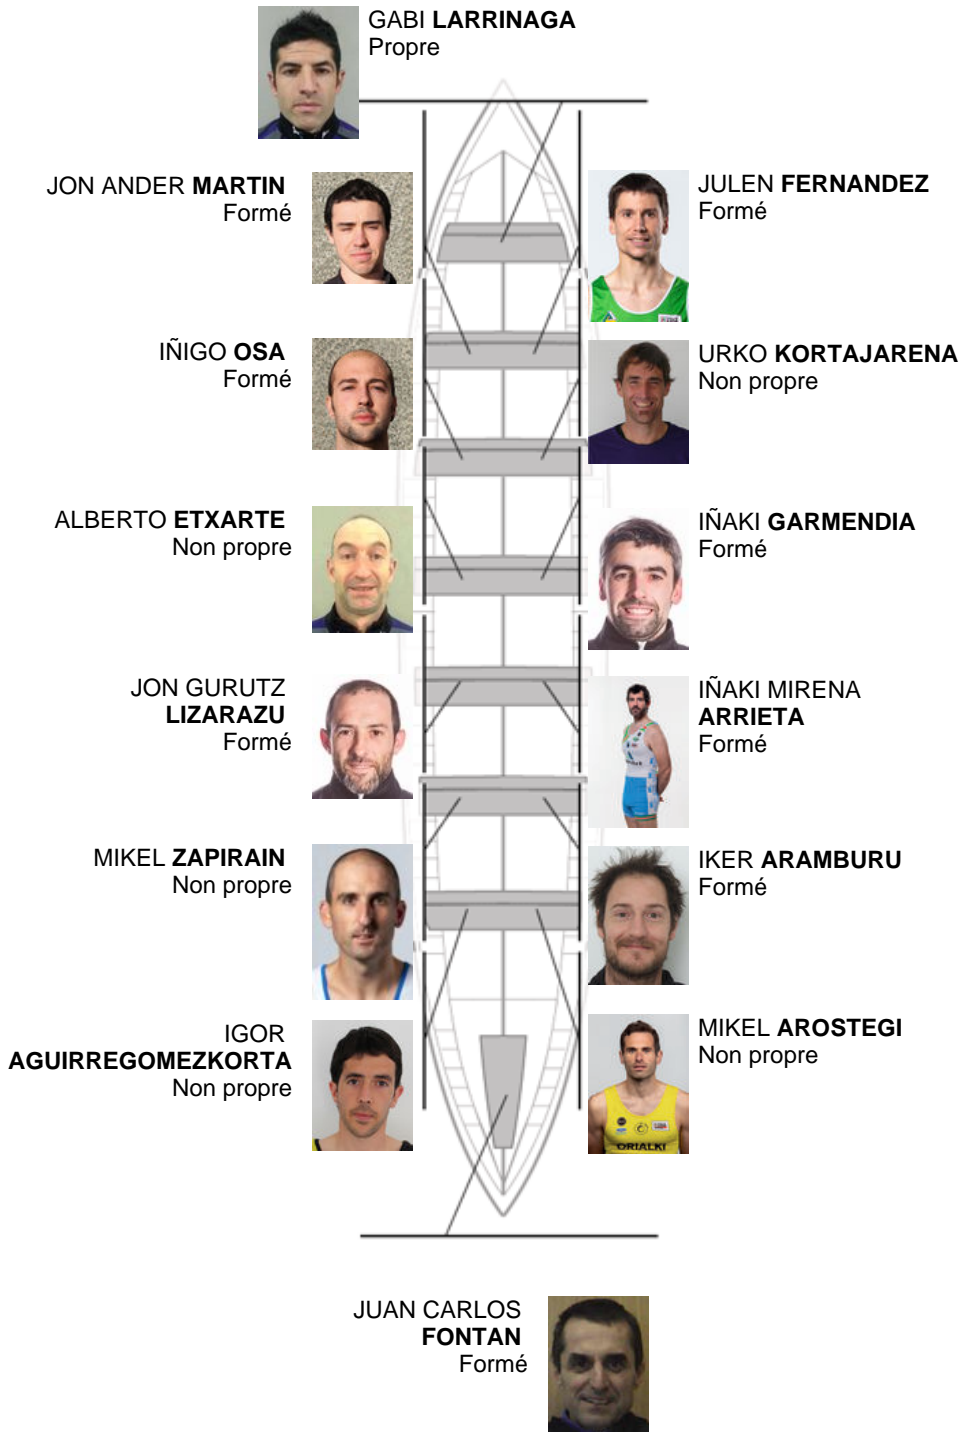 GABI LARRINAGA
Propre
JON ANDER MARTIN
Formé
JULEN FERNANDEZ
Formé
IÑIGO OSA
Formé
URKO KORTAJARENA
Non propre
ALBERTO ETXARTE
Non propre
IÑAKI GARMENDIA
Formé
JON GURUTZ
LIZARAZU
Formé
IÑAKI MIRENA
ARRIETA
Formé
MIKEL ZAPIRAIN
Non propre
IKER ARAMBURU
Formé
IGOR
AGUIRREGOMEZKORTA
Non propre
MIKEL AROSTEGI
Non propre
ORIALKI
JUAN CARLOS
FONTAN
Formé